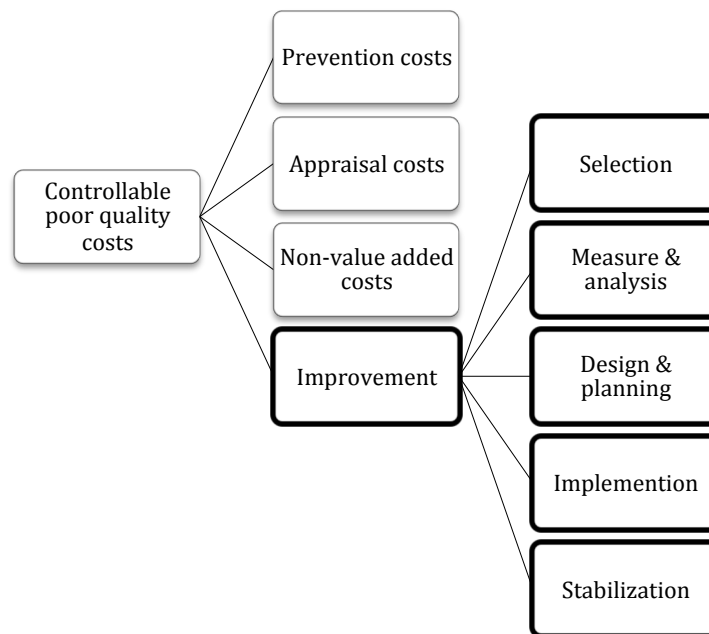 Controllable
poor quality
costs
Prevention costs
Appraisal costs
Non-value added
costs
Improvement
Selection
Measure &
analysis
Design &
planning
Implemention
Stabilization